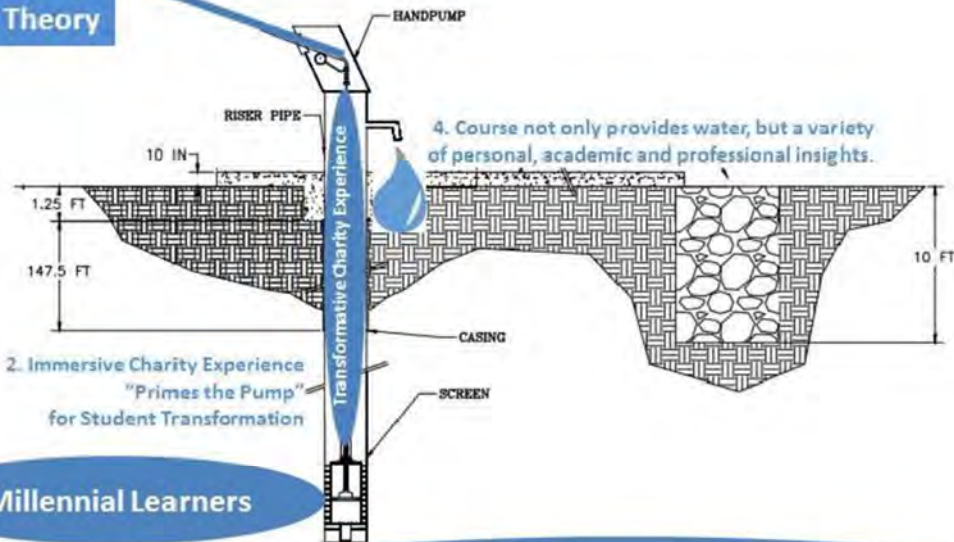 Theory
HANDPUMP
RISER PIPE
10 IN
4. Course not only provides water, but a variety
of personal, academic and professional insights.
1.25 FT
147.5 FT
10 FT
Transformative Charity Experience
CASING
2. Immersive Charity Experience
"Primes the Pump"
for Student Transformation
SCREEN
Millennial Learners